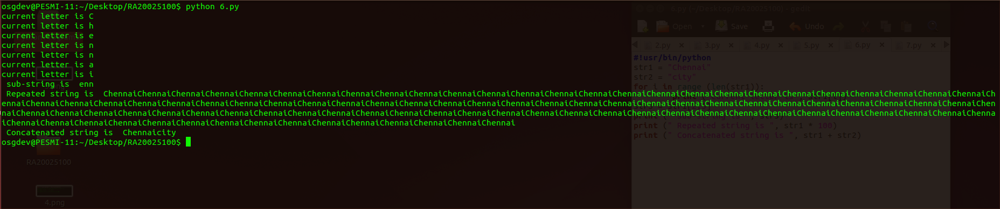 osgdev@PESMI-11:~/Desktop/RA20025100$ python 6.py
current letter is C
current letter is h
current letter is e
current letter is n
current letter is n
current letter is a
current letter is i
 sub-string is  enn
 Repeated string is  ChennaiChennaiChennaiChennaiChennaiChennaiChennaiChennaiChennaiChennaiChennaiChennaiChennaiChennaiChennaiChennaiChennaiChennaiChennaiChennaiChennaiChennaiChennaiChennaiChennaiChennaiCh
ennaiChennaiChennaiChennaiChennaiChennaiChennaiChennaiChennaiChennaiChennaiChennaiChennaiChennaiChennaiChennaiChennaiChennaiChennaiChennaiChennaiChennaiChennaiChennaiChennaiChennaiChennaiChennaiChennaiChen
naiChennaiChennaiChennaiChennaiChennaiChennaiChennaiChennaiChennaiChennaiChennaiChennaiChennaiChennaiChennaiChennaiChennaiChennaiChennaiChennaiChennaiChennaiChennaiChennaiChennaiChennaiChennaiChennaiChenna
iChennaiChennaiChennaiChennaiChennaiChennaiChennaiChennaiChennaiChennaiChennaiChennaiChennaiChennaiChennai
 Concatenated string is  Chennaicity
osgdev@PESMI-11:~/Desktop/RA20025100$
RA20025100
4.png
6.py (~/Desktop/RA20025100) - gedit
Open Save Undo
2.py 3.py 4.py 5.py 6.py 7.py
#!usr/bin/python
str1 = "Chennai"
str2 = "city"
for i in range (len(str1)):
print (" Repeated string is ", str1 * 100)
print (" Concatenated string is ", str1 + str2)